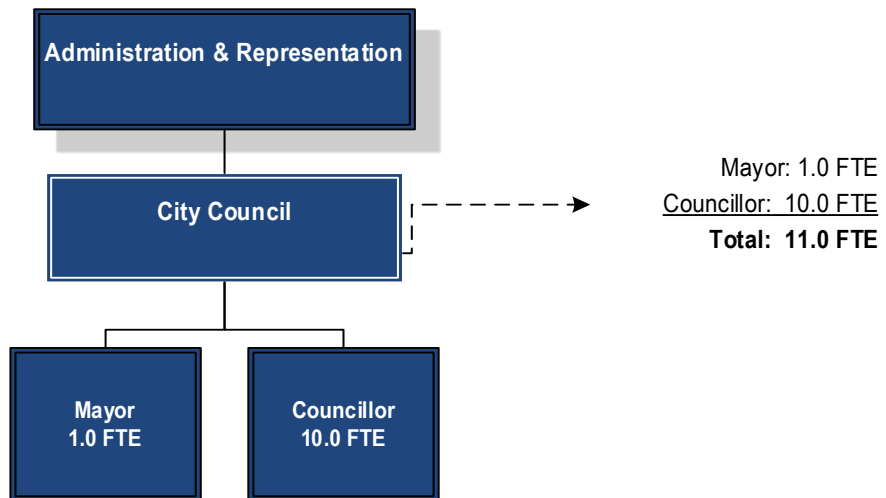 Administration & Representation
City Council
Mayor: 1.0 FTE
Councillor: 10.0 FTE
Total: 11.0 FTE
Mayor
1.0 FTE
Councillor
10.0 FTE